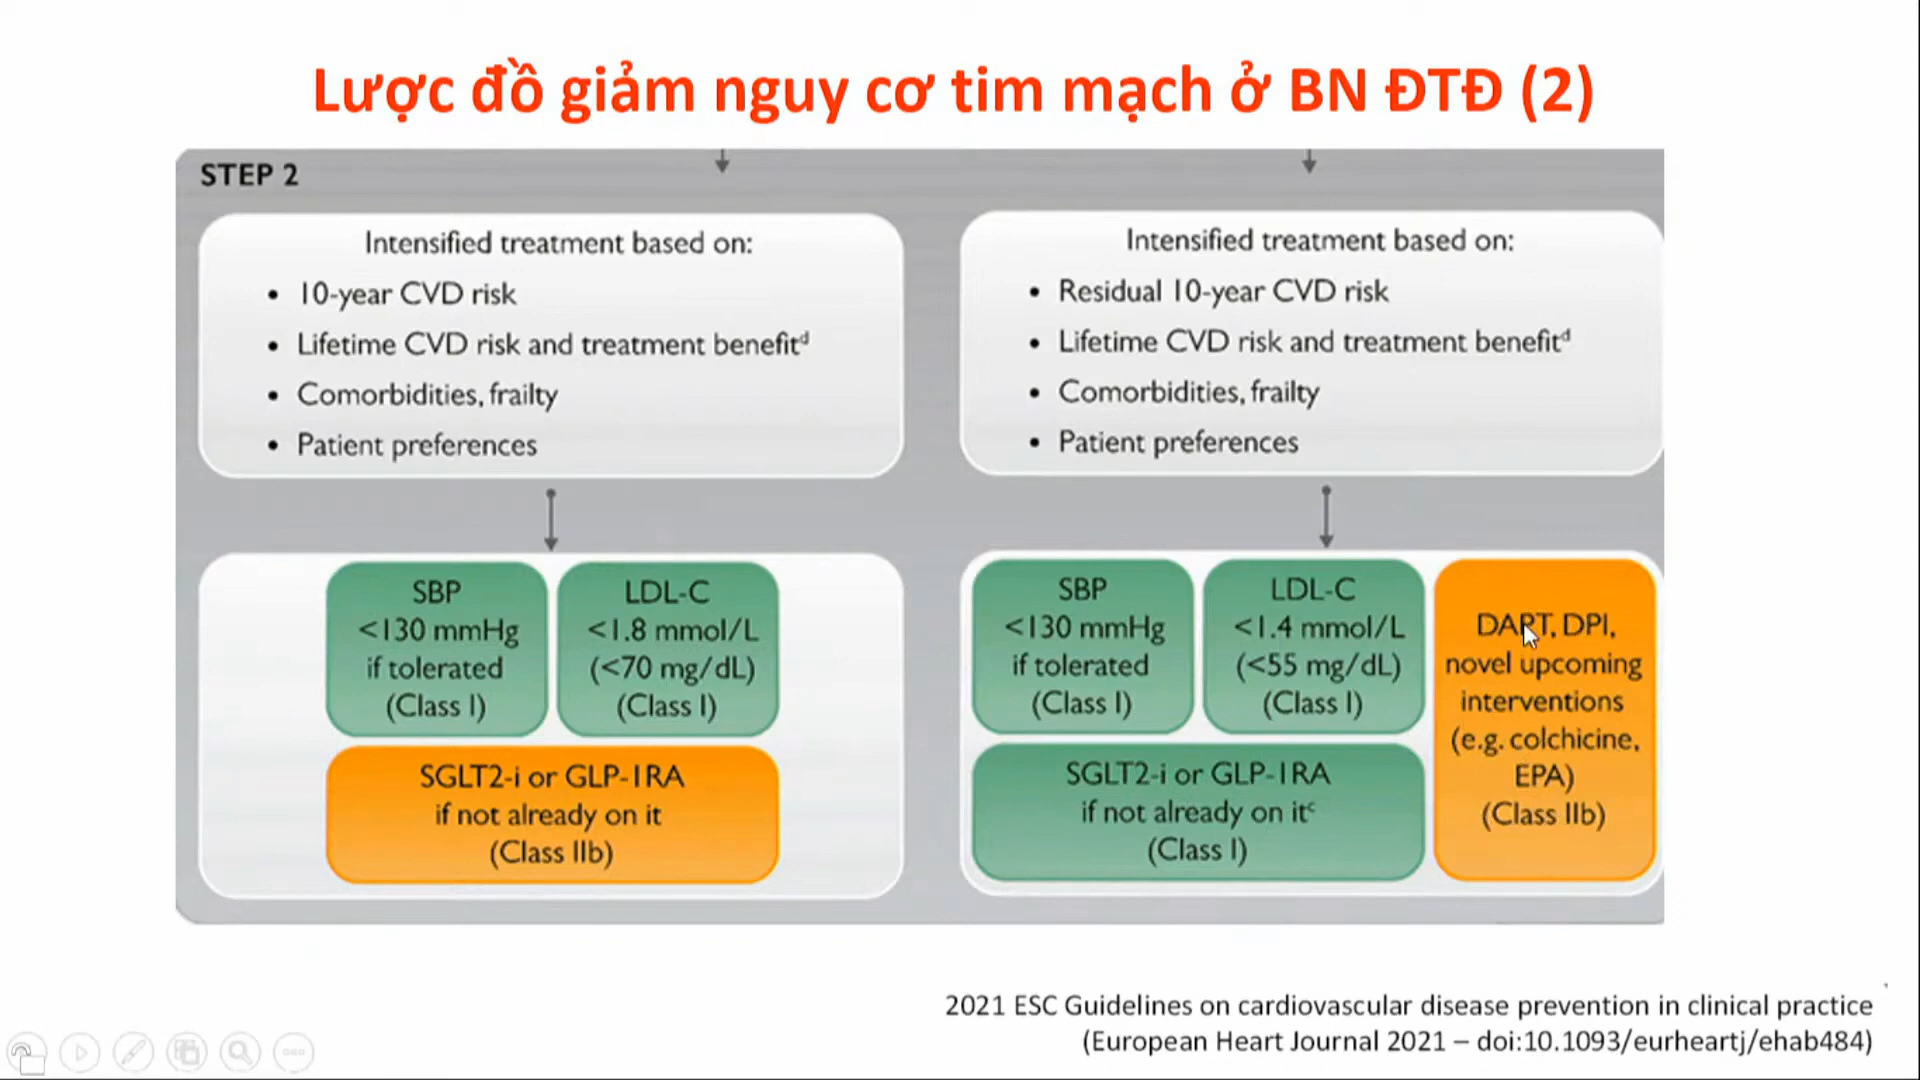 Lược đồ giảm nguy cơ tim mạch ở BN ĐTĐ (2)
STEP 2
Intensified treatment based on:
• 10-year CVD risk
• Lifetime CVD risk and treatment benefitᵈ
• Comorbidities, frailty
• Patient preferences
Intensified treatment based on:
• Residual 10-year CVD risk
• Lifetime CVD risk and treatment benefitᵈ
• Comorbidities, frailty
• Patient preferences
SBP
<130 mmHg
if tolerated
(Class I)
LDL-C
<1.8 mmol/L
(<70 mg/dL)
(Class I)
SGLT2-i or GLP-1RA
if not already on it
(Class IIb)
SBP
<130 mmHg
if tolerated
(Class I)
LDL-C
<1.4 mmol/L
(<55 mg/dL)
(Class I)
SGLT2-i or GLP-1RA
if not already on itᶜ
(Class I)
DAPT, DPI,
novel upcoming
interventions
(e.g. colchicine,
EPA)
(Class IIb)
2021 ESC Guidelines on cardiovascular disease prevention in clinical practice
(European Heart Journal 2021 – doi:10.1093/eurheartj/ehab484)